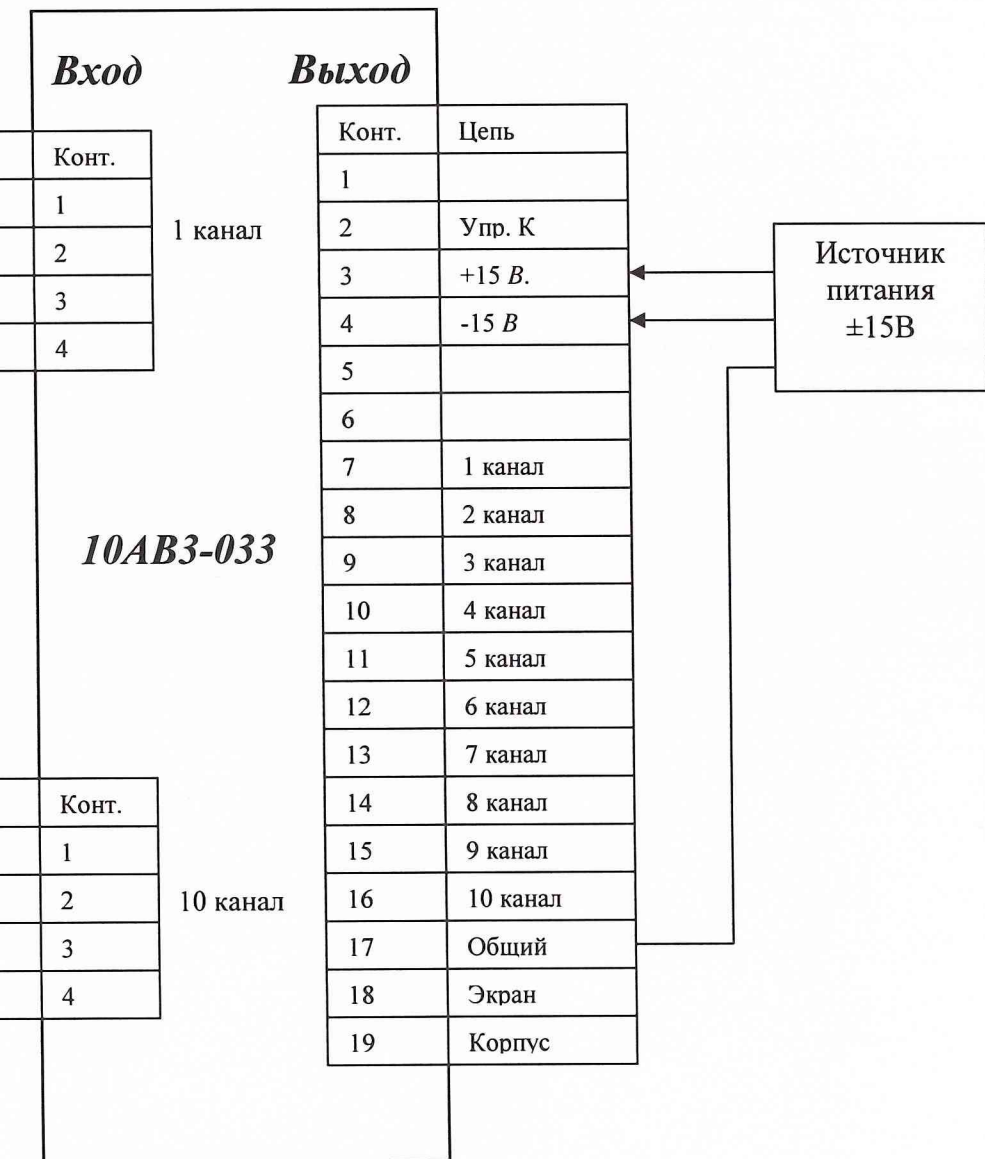 Вход
Выход
Конт.
1
2
3
4
1 канал
Конт. Цепь
1
2 Упр. К
3 +15 В.
4 -15 В
5
6
7 1 канал
8 2 канал
9 3 канал
10 4 канал
11 5 канал
12 6 канал
13 7 канал
14 8 канал
15 9 канал
16 10 канал
17 Общий
18 Экран
19 Корпус
Источник
питания
±15В
10АВ3-033
Конт.
1
2
3
4
10 канал